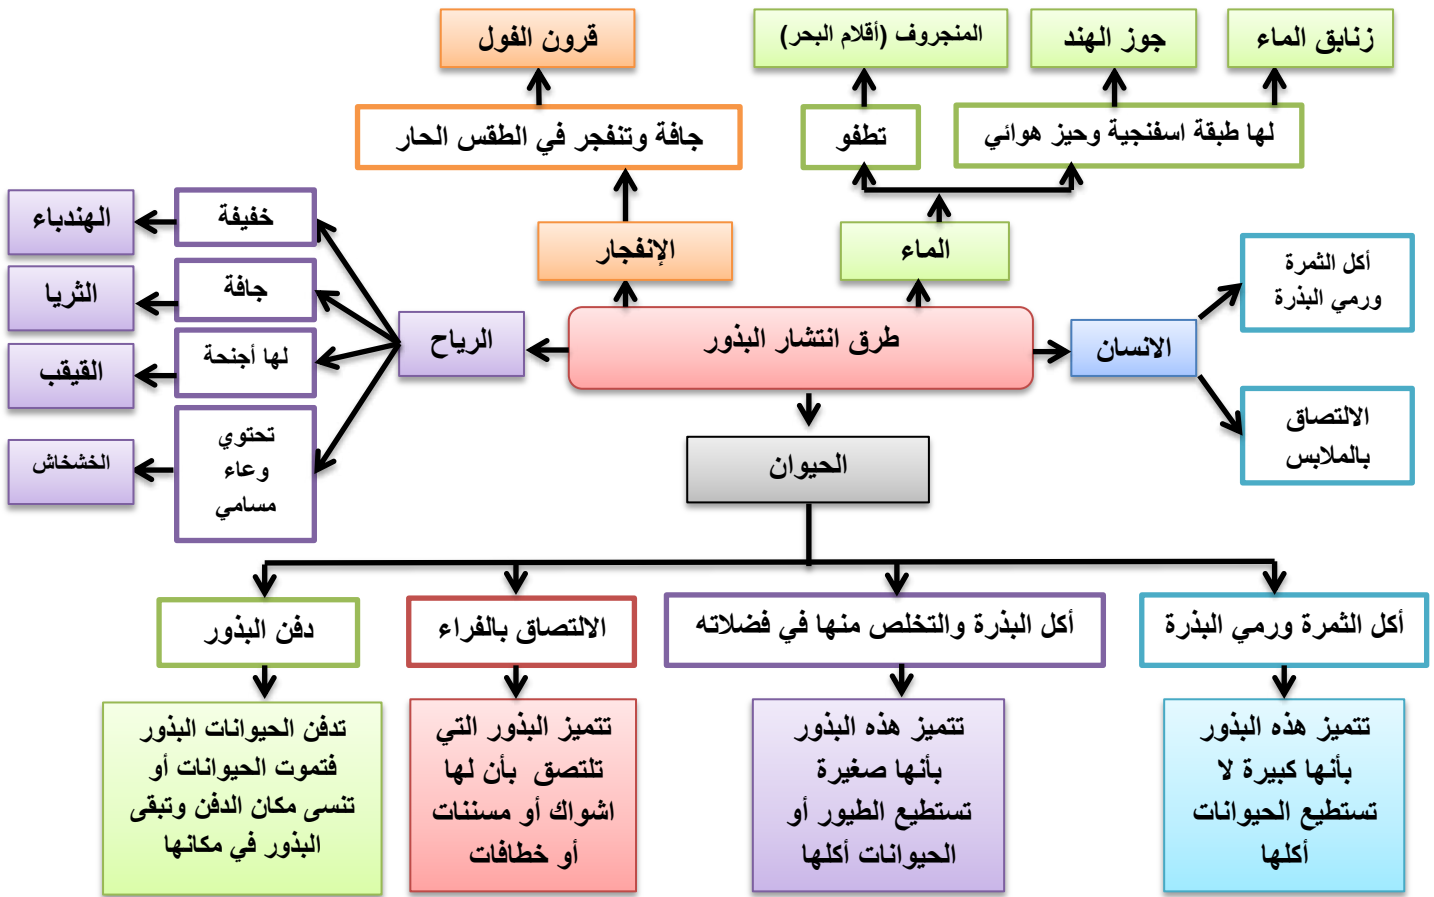 زنابق الماء
جوز الهند
المنجروف (أقلام البحر)
قرون الفول
لها طبقة اسفنجية وحيز هوائي
تطفو
جافة وتنفجر في الطقس الحار
الماء
الإنفجار
طرق انتشار البذور
الانسان
أكل الثمرة
ورمي البذرة
الالتصاق
بالملابس
الرياح
خفيفة
الهندباء
جافة
الثريا
لها أجنحة
القيقب
تحتوي
وعاء
مسامي
الخشخاش
الحيوان
أكل الثمرة ورمي البذرة
أكل البذرة والتخلص منها في فضلاته
الالتصاق بالفراء
دفن البذور
تتميز هذه البذور
بأنها كبيرة لا
تستطيع الحيوانات
أكلها
تتميز هذه البذور
بأنها صغيرة
تستطيع الطيور أو
الحيوانات أكلها
تتميز البذور التي
تلتصق بأن لها
اشواك أو مسننات
أو خطافات
تدفن الحيوانات البذور
فتموت الحيوانات أو
تنسى مكان الدفن وتبقى
البذور في مكانها